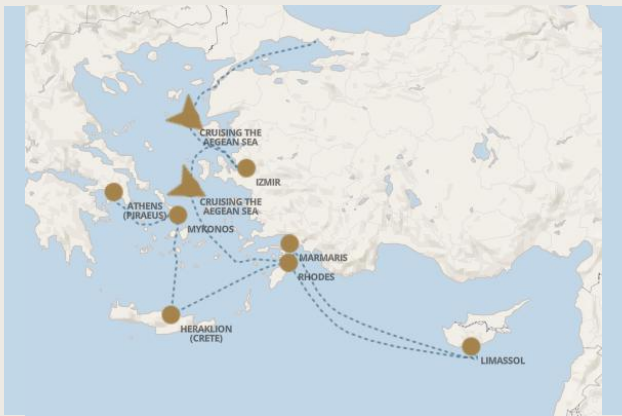 CRUISING THE
AEGEAN SEA
IZMIR
CRUISING THE
AEGEAN SEA
ATHENS
(PIRAEUS)
MYKONOS
MARMARIS
RHODES
HERAKLION
(CRETE)
LIMASSOL